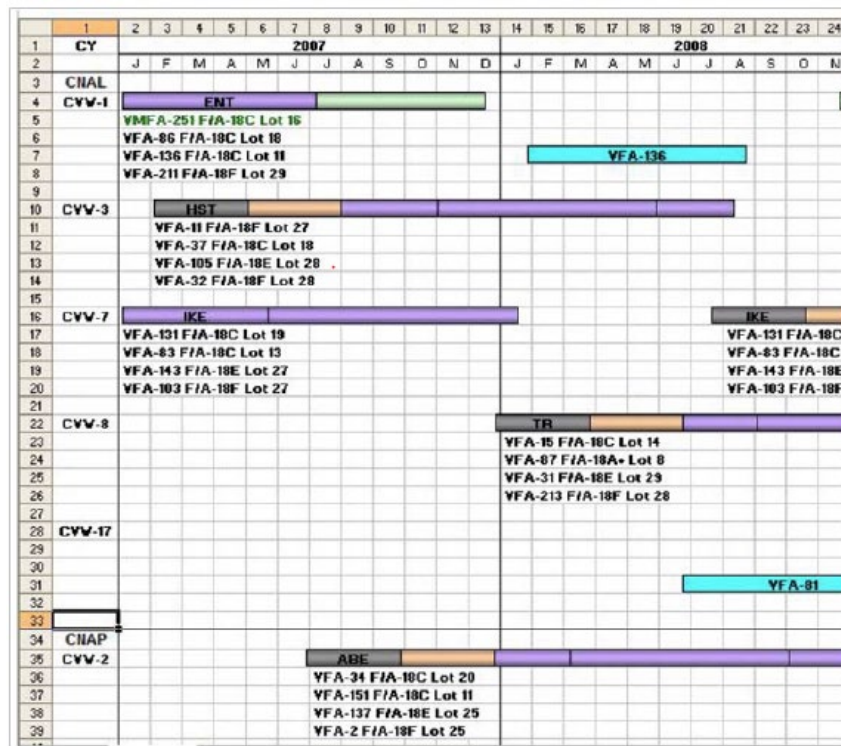 1 2 3 4 5 6 7 8 9 10 11 12 13 14 15 16 17 18 19 20 21 22 23 24
1 CY 2007 2008
2 J F M A M J J A S O N D J F M A M J J A S O N
3 CNAL
4 CVW-1 ENT
5 VMFA-251 F/A-18C Lot 16
6 VFA-86 F/A-18C Lot 18
7 VFA-136 F/A-18C Lot 11 VFA-136
8 VFA-211 F/A-18F Lot 29
9
10 CVW-3 HST
11 VFA-11 F/A-18F Lot 27
12 VFA-37 F/A-18C Lot 18
13 VFA-105 F/A-18E Lot 28
14 VFA-32 F/A-18F Lot 28
15
16 CVW-7 IKE IKE
17 VFA-131 F/A-18C Lot 19 VFA-131 F/A-18C
18 VFA-83 F/A-18C Lot 13 VFA-83 F/A-18C
19 VFA-143 F/A-18E Lot 27 VFA-143 F/A-18E
20 VFA-103 F/A-18F Lot 27 VFA-103 F/A-18F
21
22 CVW-8 TR
23 VFA-15 F/A-18C Lot 14
24 VFA-87 F/A-18A+ Lot 8
25 VFA-31 F/A-18E Lot 29
26 VFA-213 F/A-18F Lot 28
27
28 CVW-17
29
30
31 VFA-81
32
33
34 CNAP
35 CVW-2 ABE
36 VFA-34 F/A-18C Lot 20
37 VFA-151 F/A-18C Lot 11
38 VFA-137 F/A-18E Lot 25
39 VFA-2 F/A-18F Lot 25